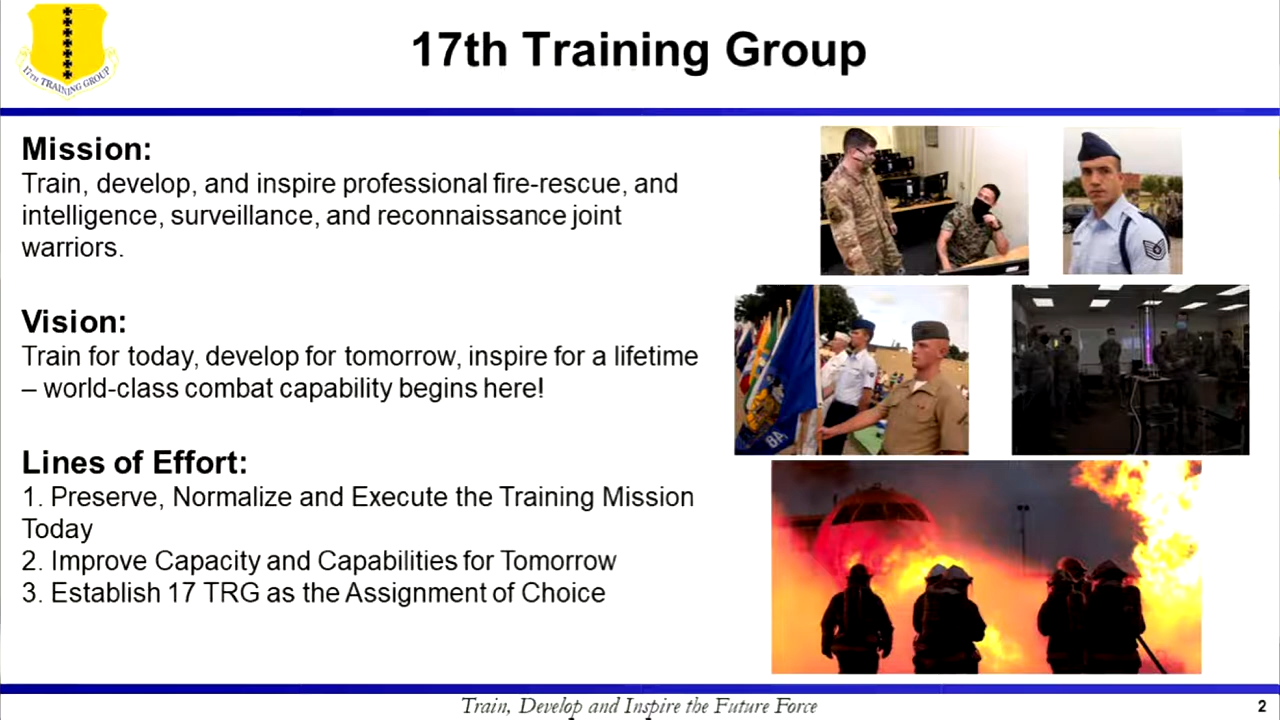 17th Training Group
17TH TRAINING GROUP
Mission:
Train, develop, and inspire professional fire-rescue, and
intelligence, surveillance, and reconnaissance joint
warriors.
Vision:
Train for today, develop for tomorrow, inspire for a lifetime
– world-class combat capability begins here!
Lines of Effort:
1. Preserve, Normalize and Execute the Training Mission
Today
2. Improve Capacity and Capabilities for Tomorrow
3. Establish 17 TRG as the Assignment of Choice
Train, Develop and Inspire the Future Force
2